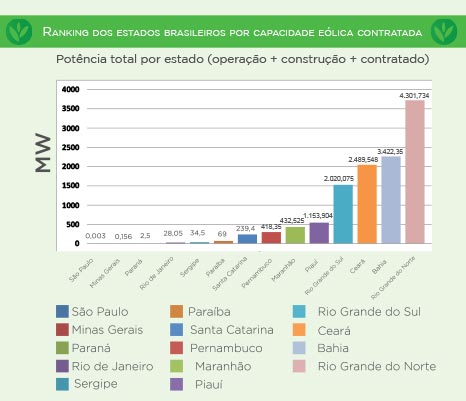 Ranking dos estados brasileiros por capacidade eólica contratada
Potência total por estado (operação + construção + contratado)
MW
4000
3500
3000
2500
2000
1500
1000
500
0
0,003
0,156
2,5
28,05
34,5
69
239,4
418,35
432,525
1.153,904
2.020,075
2.489,548
3.422,35
4.301,734
São Paulo
Minas Gerais
Paraná
Rio de Janeiro
Sergipe
Paraíba
Santa Catarina
Pernambuco
Maranhão
Piauí
Rio Grande do Sul
Ceará
Bahia
Rio Grande do Norte
São Paulo
Minas Gerais
Paraná
Rio de Janeiro
Sergipe
Paraíba
Santa Catarina
Pernambuco
Maranhão
Piauí
Rio Grande do Sul
Ceará
Bahia
Rio Grande do Norte